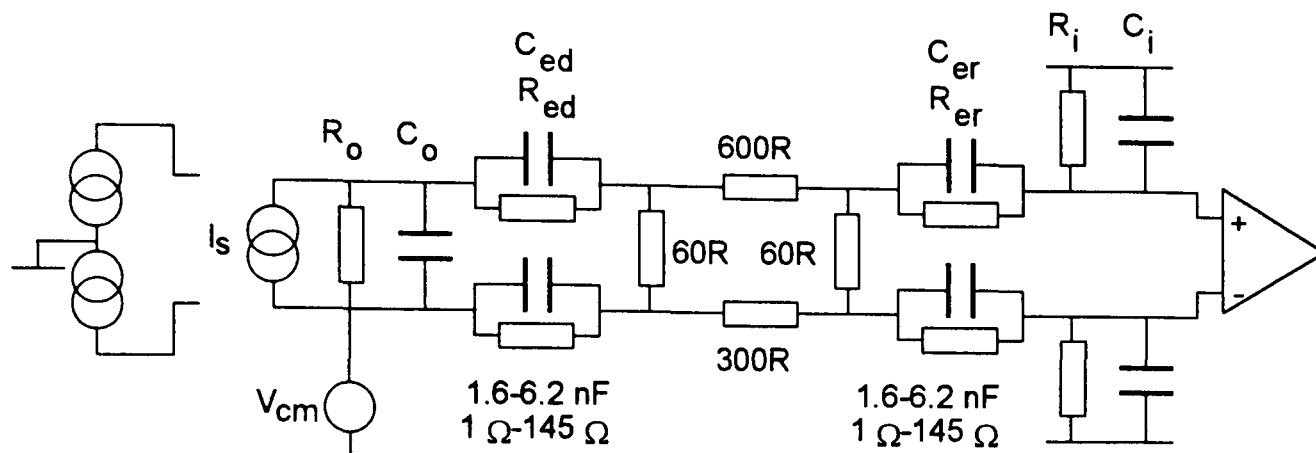 C_ed
R_ed
R_o
C_o
I_s
V_cm
1.6-6.2 nF
1 Ω-145 Ω
600R
60R
60R
300R
C_er
R_er
1.6-6.2 nF
1 Ω-145 Ω
R_i
C_i
+
-